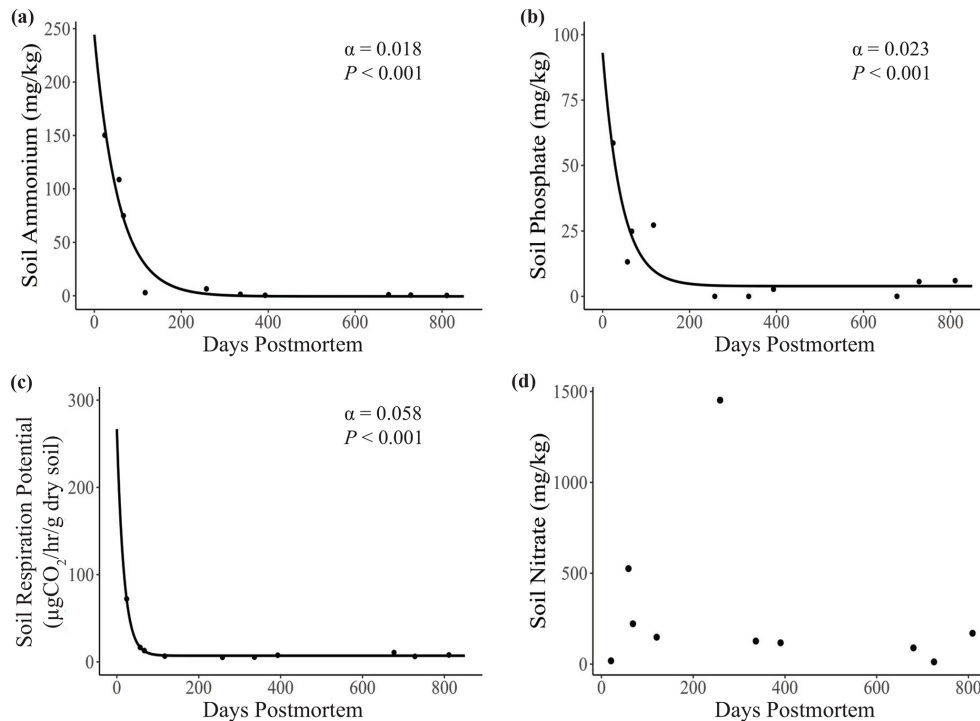 (a)
α = 0.018
P < 0.001
Soil Ammonium (mg/kg)
250
200
150
100
50
0
0 200 400 600 800
Days Postmortem
(b)
α = 0.023
P < 0.001
Soil Phosphate (mg/kg)
100
75
50
25
0
0 200 400 600 800
Days Postmortem
(c)
α = 0.058
P < 0.001
Soil Respiration Potential
(µgCO₂/hr/g dry soil)
300
200
100
0
0 200 400 600 800
Days Postmortem
(d)
Soil Nitrate (mg/kg)
1500
1000
500
0
0 200 400 600 800
Days Postmortem